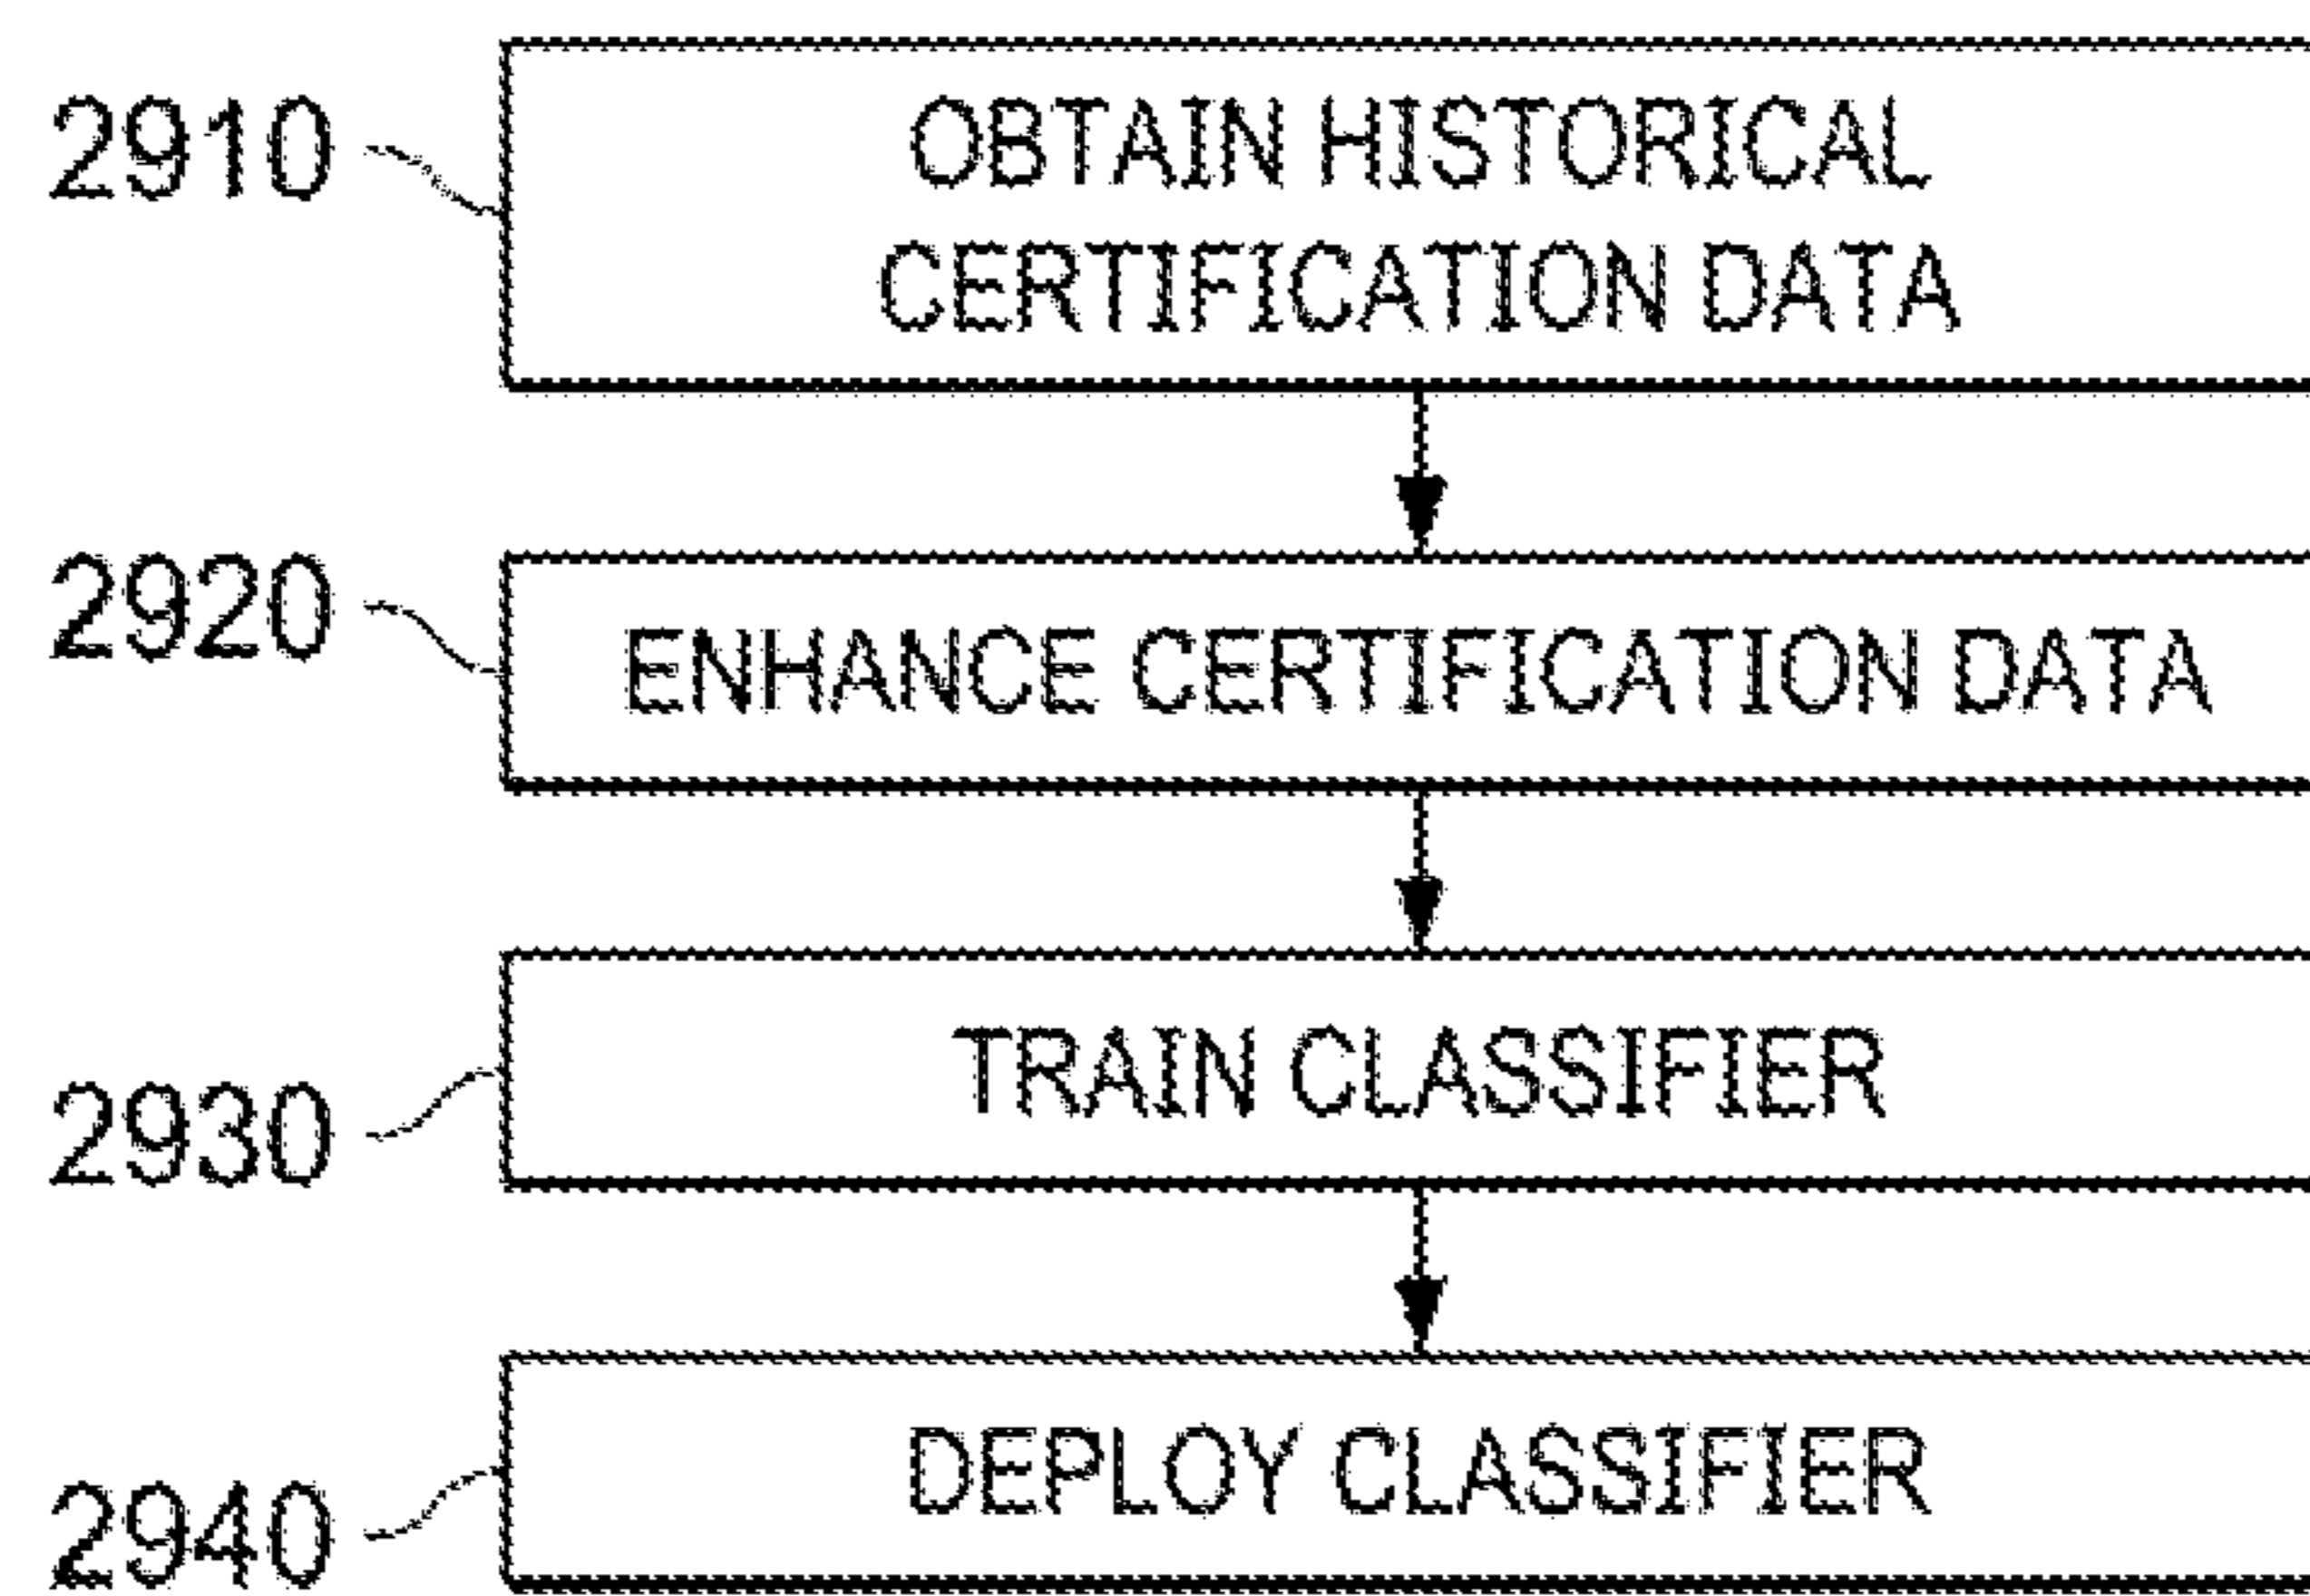 2910
OBTAIN HISTORICAL
CERTIFICATION DATA
2920
ENHANCE CERTIFICATION DATA
2930
TRAIN CLASSIFIER
2940
DEPLOY CLASSIFIER